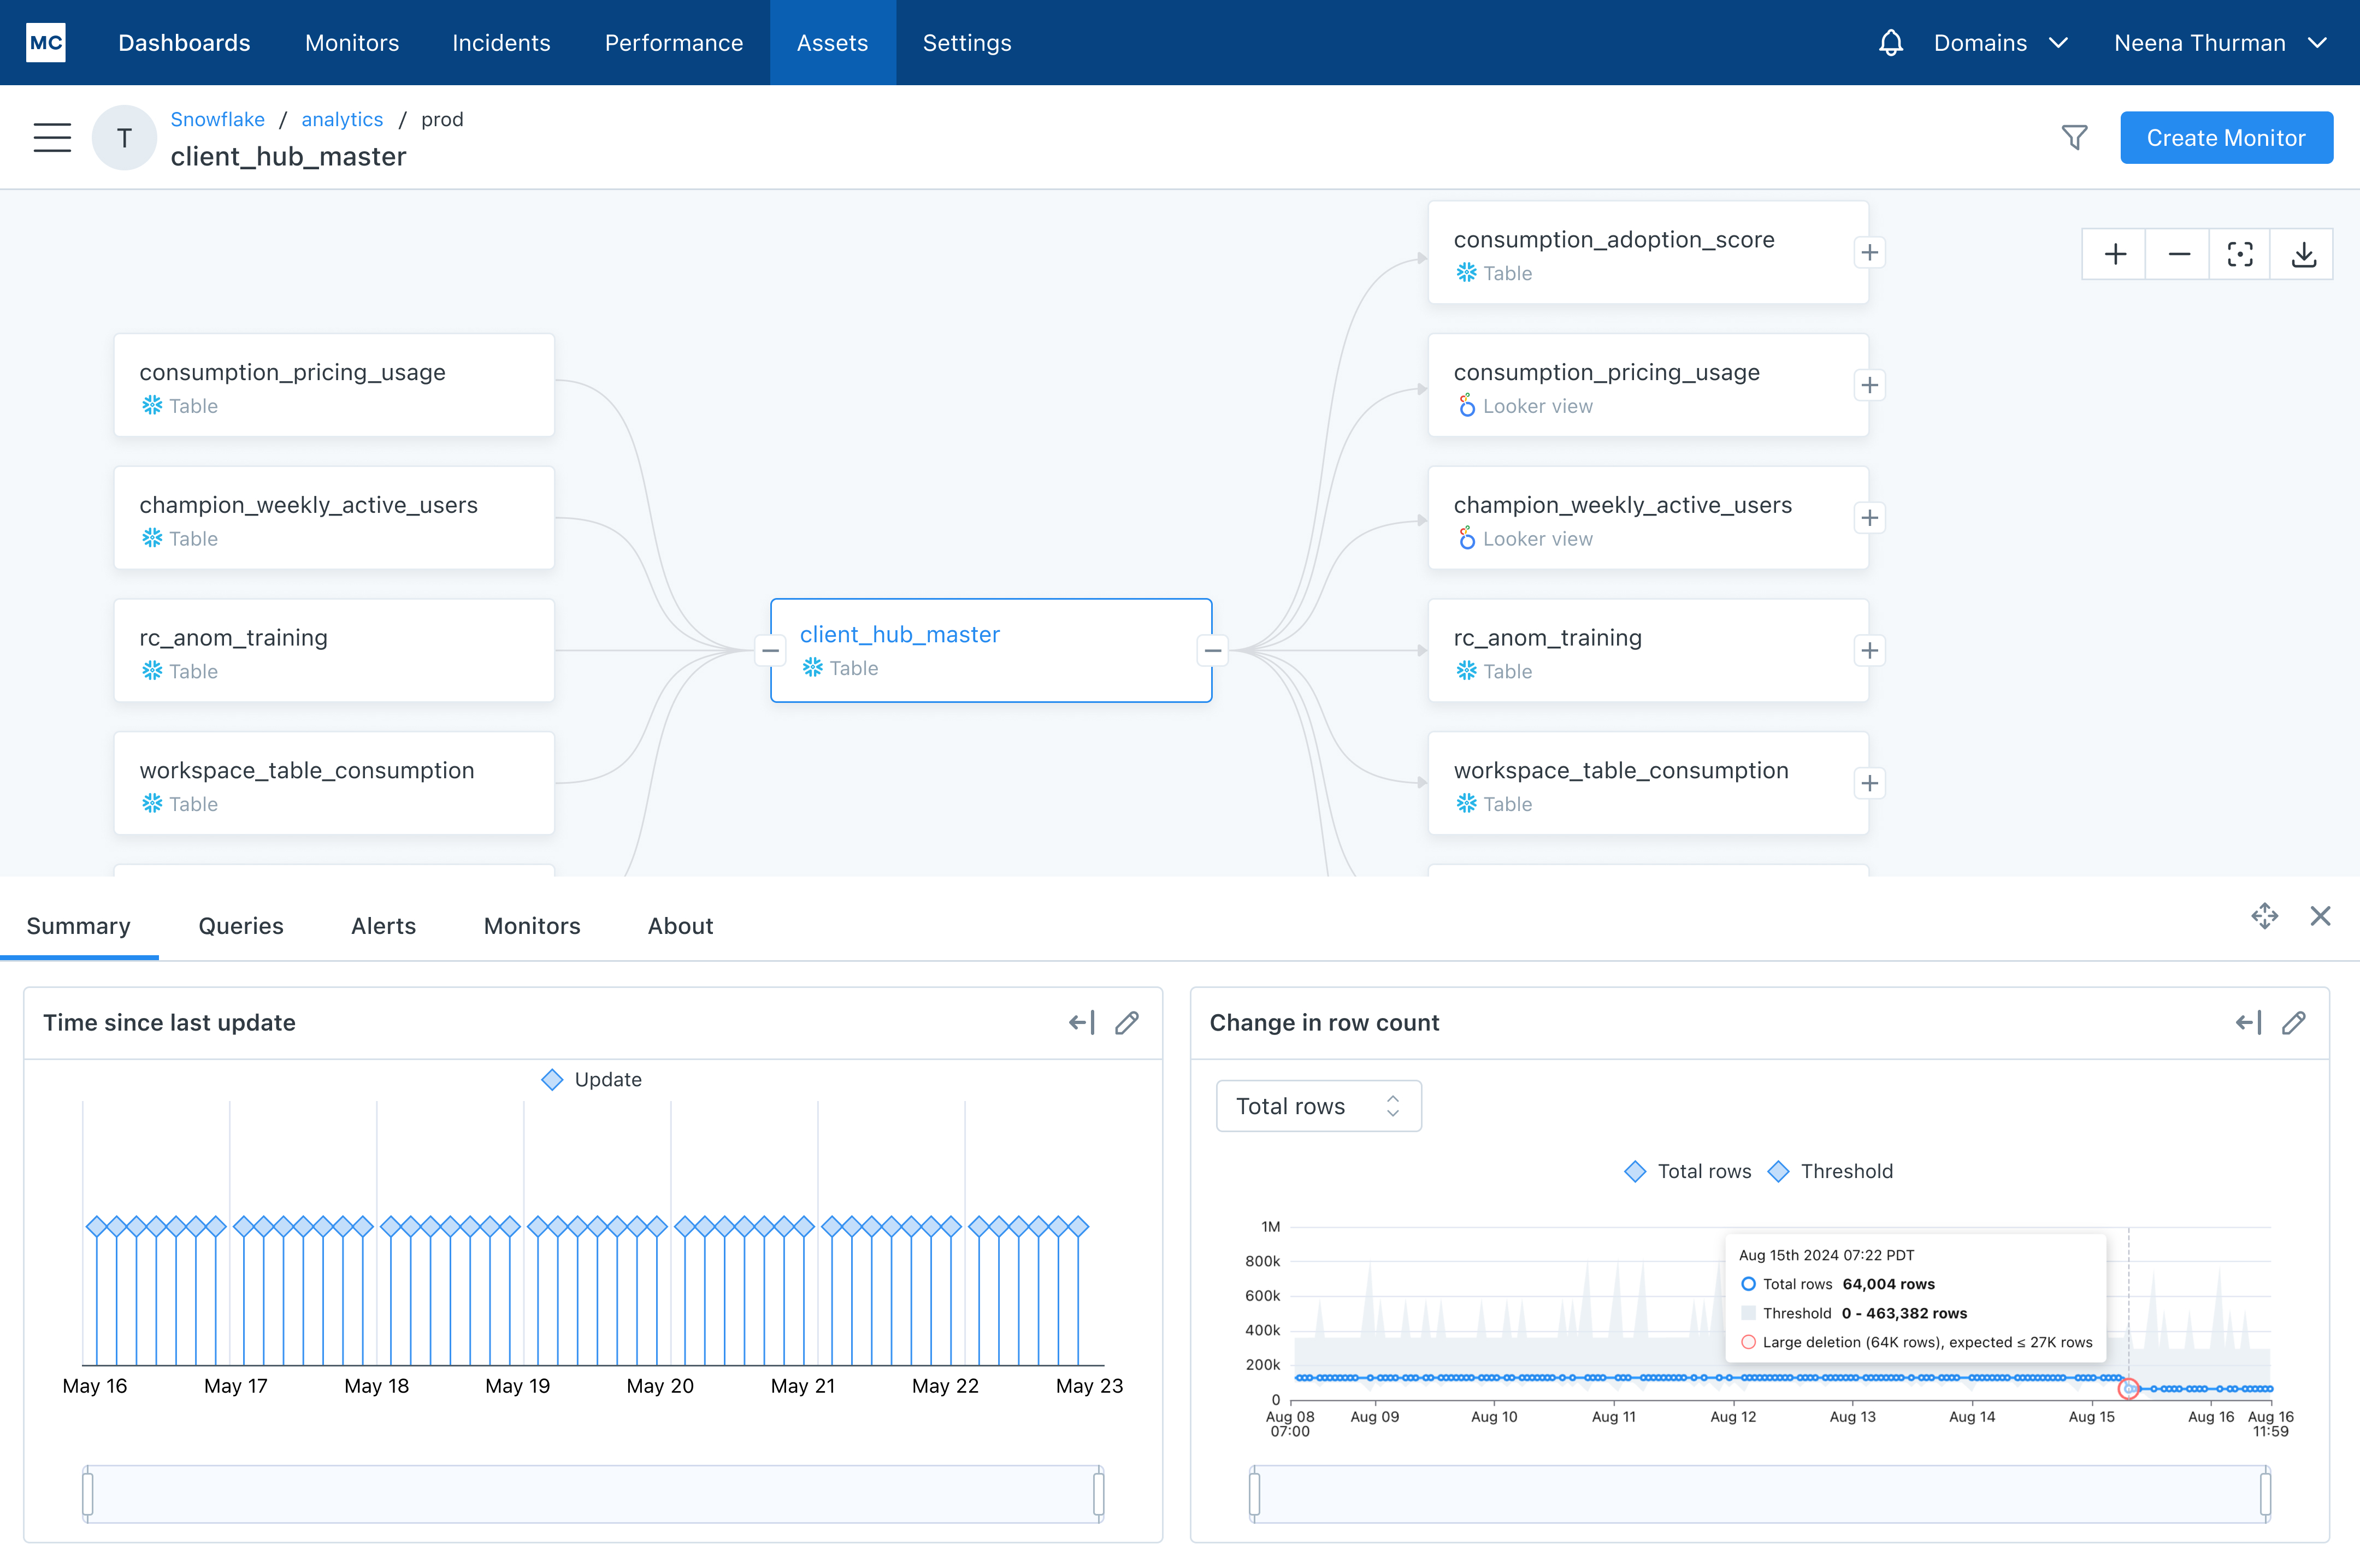 MC Dashboards Monitors Incidents Performance Assets Settings Domains Neena Thurman
Snowflake / analytics / prod
T
client_hub_master
Create Monitor
consumption_adoption_score
Table
consumption_pricing_usage
Table
consumption_pricing_usage
Looker view
champion_weekly_active_users
Table
champion_weekly_active_users
Looker view
client_hub_master
Table
rc_anom_training
Table
rc_anom_training
Table
workspace_table_consumption
Table
workspace_table_consumption
Table
Summary Queries Alerts Monitors About
Time since last update
Update
May 16 May 17 May 18 May 19 May 20 May 21 May 22 May 23
Change in row count
Total rows
Total rows Threshold
1M
800k
600k
400k
200k
0
Aug 15th 2024 07:22 PDT
Total rows 64,004 rows
Threshold 0 - 463,382 rows
Large deletion (64K rows), expected ≤ 27K rows
Aug 08 Aug 09 Aug 10 Aug 11 Aug 12 Aug 13 Aug 14 Aug 15 Aug 16 Aug 16
07:00 11:59